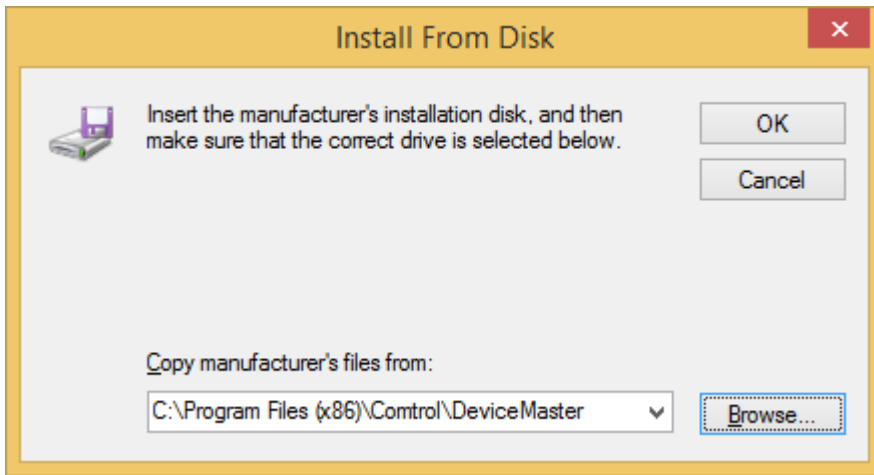 Install From Disk
Insert the manufacturer's installation disk, and then
make sure that the correct drive is selected below.
OK
Cancel
Copy manufacturer's files from:
C:\Program Files (x86)\Comtrol\DeviceMaster
Browse...